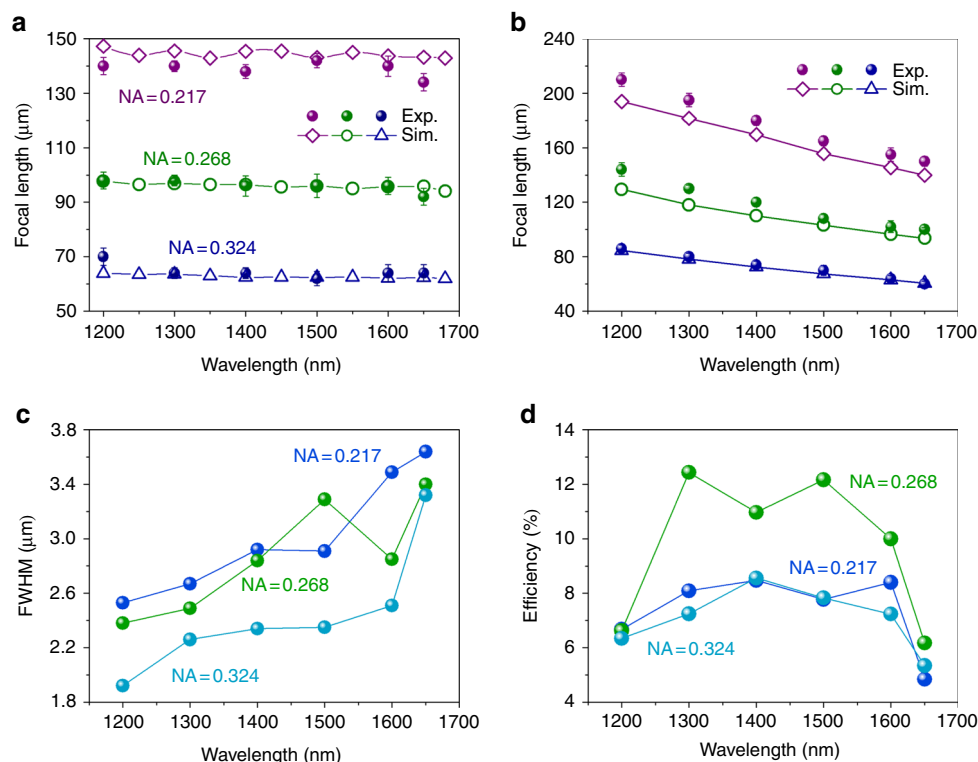 a
150
130
110
90
70
50
Focal length (μm)
NA=0.217
Exp.
Sim.
NA=0.268
NA=0.324
1200 1300 1400 1500 1600 1700
Wavelength (nm)
b
240
200
160
120
80
40
Focal length (μm)
Exp.
Sim.
1200 1300 1400 1500 1600 1700
Wavelength (nm)
c
3.8
3.4
3.0
2.6
2.2
1.8
FWHM (μm)
NA=0.217
NA=0.268
NA=0.324
1200 1300 1400 1500 1600 1700
Wavelength (nm)
d
14
12
10
8
6
4
Efficiency (%)
NA=0.268
NA=0.217
NA=0.324
1200 1300 1400 1500 1600 1700
Wavelength (nm)